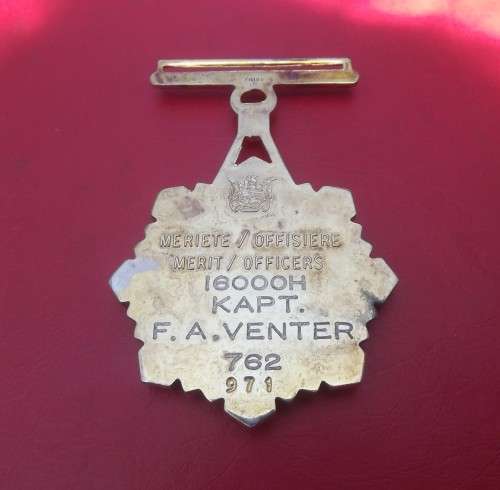 MERIETE / OFFISIERE
MERIT / OFFICERS
16000H
KAPT.
F. A. VENTER
762
971